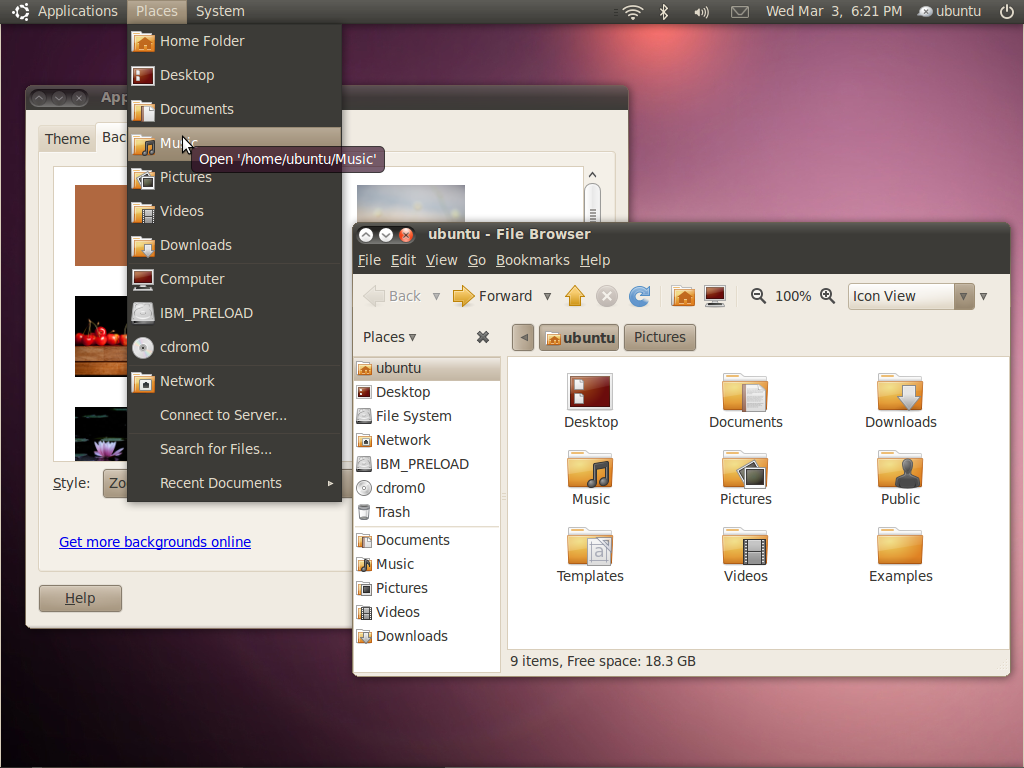 Applications Places System Wed Mar 3, 6:21 PM ubuntu
Home Folder
Desktop
Documents
Music
Open '/home/ubuntu/Music'
Pictures
Videos
Downloads
Computer
IBM_PRELOAD
cdrom0
Network
Connect to Server...
Search for Files...
Recent Documents
App
Theme Bac
Style: Zo
Get more backgrounds online
Help
ubuntu - File Browser
File Edit View Go Bookmarks Help
Back Forward 100% Icon View
Places ubuntu Pictures
ubuntu
Desktop
File System
Network
IBM_PRELOAD
cdrom0
Trash
Documents
Music
Pictures
Videos
Downloads
Desktop Documents Downloads
Music Pictures Public
a
Templates Videos Examples
9 items, Free space: 18.3 GB